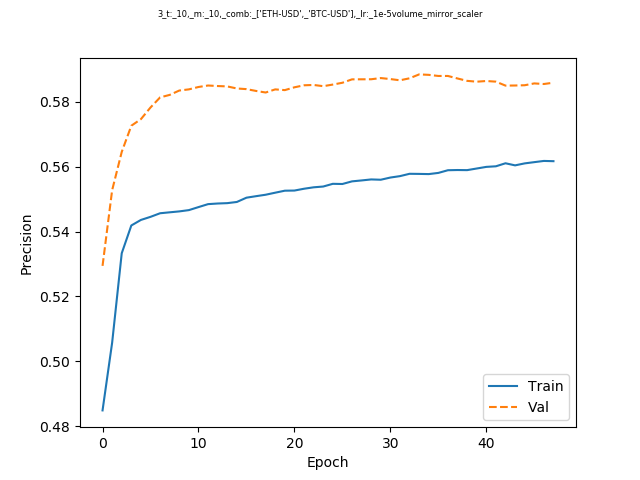 3_t:_10,_m:_10,_comb:_['ETH-USD',_'BTC-USD'],_lr:_1e-5volume_mirror_scaler
0.58
0.56
0.54
0.52
0.50
0.48
Precision
0
10
20
30
40
Epoch
Train
Val